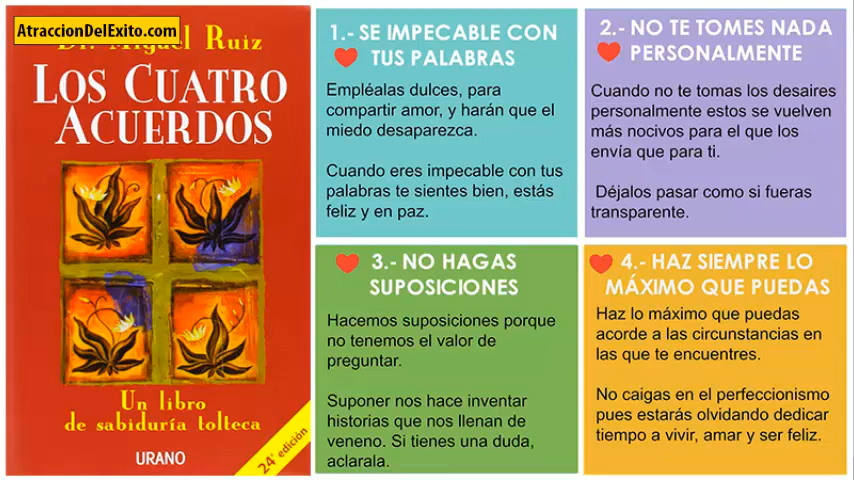 AtraccionDelExito.com
Dr. Miguel Ruiz
LOS CUATRO
ACUERDOS
Un libro
de sabiduría tolteca
URANO
24ª edición
1.- SE IMPECABLE CON
TUS PALABRAS
Empléalas dulces, para
compartir amor, y harán que el
miedo desaparezca.
Cuando eres impecable con tus
palabras te sientes bien, estás
feliz y en paz.
2.- NO TE TOMES NADA
PERSONALMENTE
Cuando no te tomas los desaires
personalmente estos se vuelven
más nocivos para el que los
envía que para ti.
Déjalos pasar como si fueras
transparente.
3.- NO HAGAS
SUPOSICIONES
Hacemos suposiciones porque
no tenemos el valor de
preguntar.
Suponer nos hace inventar
historias que nos llenan de
veneno. Si tienes una duda,
aclarala.
4.- HAZ SIEMPRE LO
MÁXIMO QUE PUEDAS
Haz lo máximo que puedas
acorde a las circunstancias en
las que te encuentres.
No caigas en el perfeccionismo
pues estarás olvidando dedicar
tiempo a vivir, amar y ser feliz.